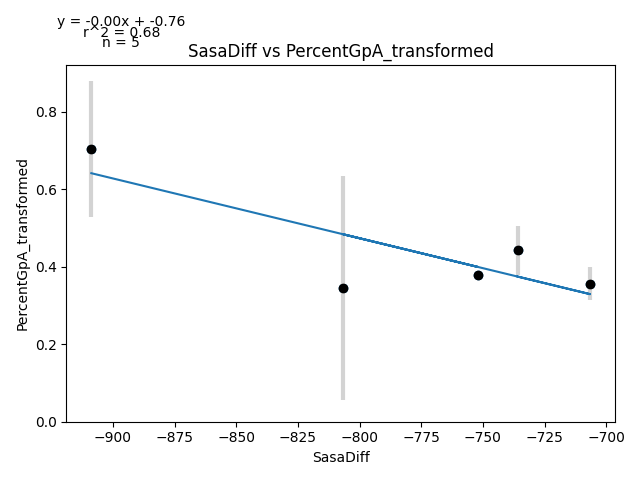 y = -0.00x + -0.76
r^2 = 0.68
n = 5
SasaDiff vs PercentGpA_transformed
PercentGpA_transformed
0.8
0.6
0.4
0.2
0.0
−900
−875
−850
−825
−800
−775
−750
−725
−700
SasaDiff